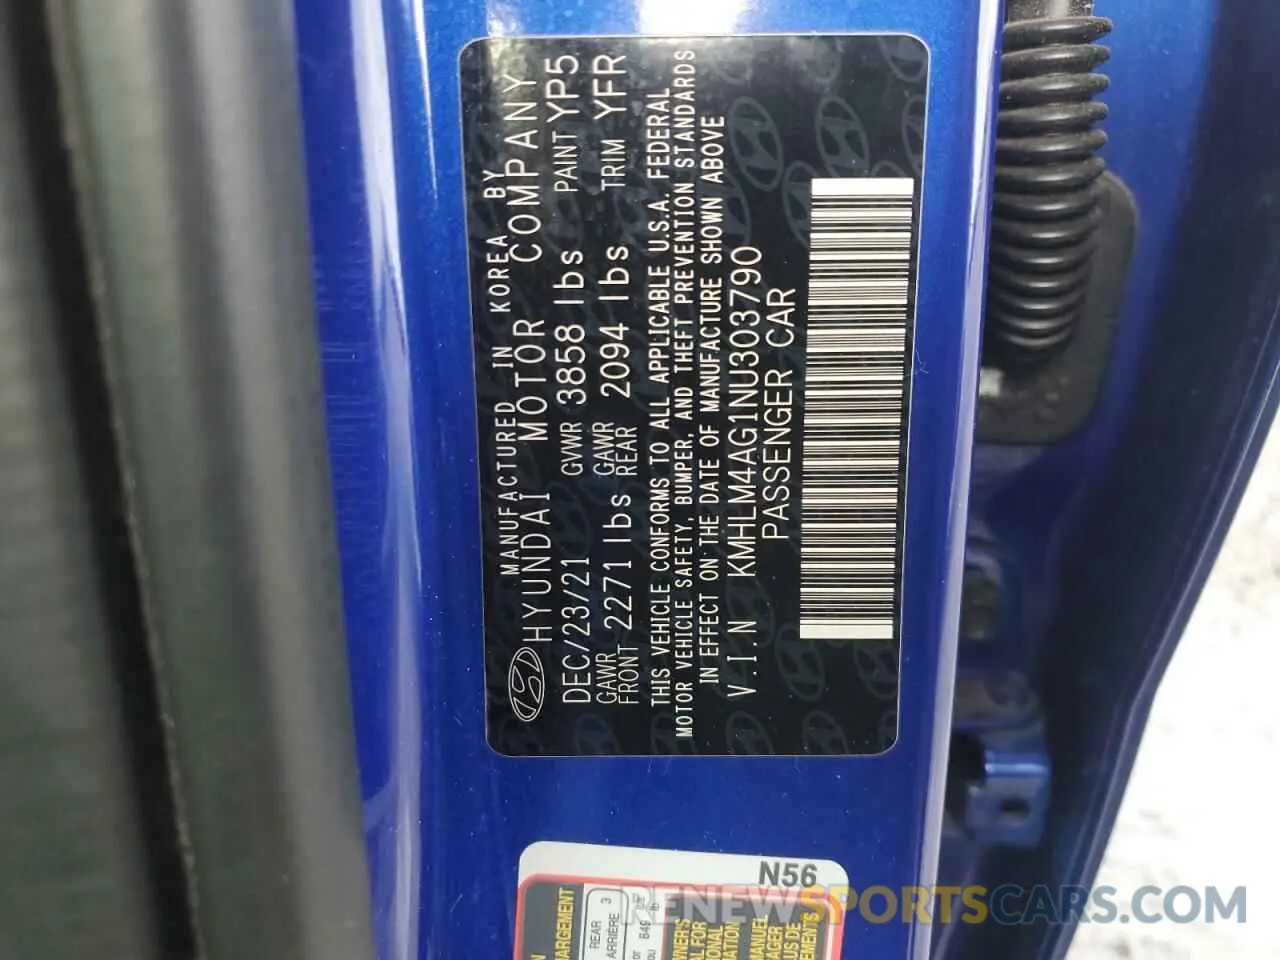 MANUFACTURED IN KOREA BY
HYUNDAI MOTOR COMPANY
DEC/23/21 GVWR 3858 lbs PAINT YP5
GAWR FRONT 2271 lbs GAWR REAR 2094 lbs TRIM YFR
THIS VEHICLE CONFORMS TO ALL APPLICABLE U.S.A. FEDERAL
MOTOR VEHICLE SAFETY, BUMPER, AND THEFT PREVENTION STANDARDS
IN EFFECT ON THE DATE OF MANUFACTURE SHOWN ABOVE
V.I.N KMHLM4AG1NU303790
PASSENGER CAR
N56
REAR 3
ARRIÈRE
RENEWSPORTSCARS.COM